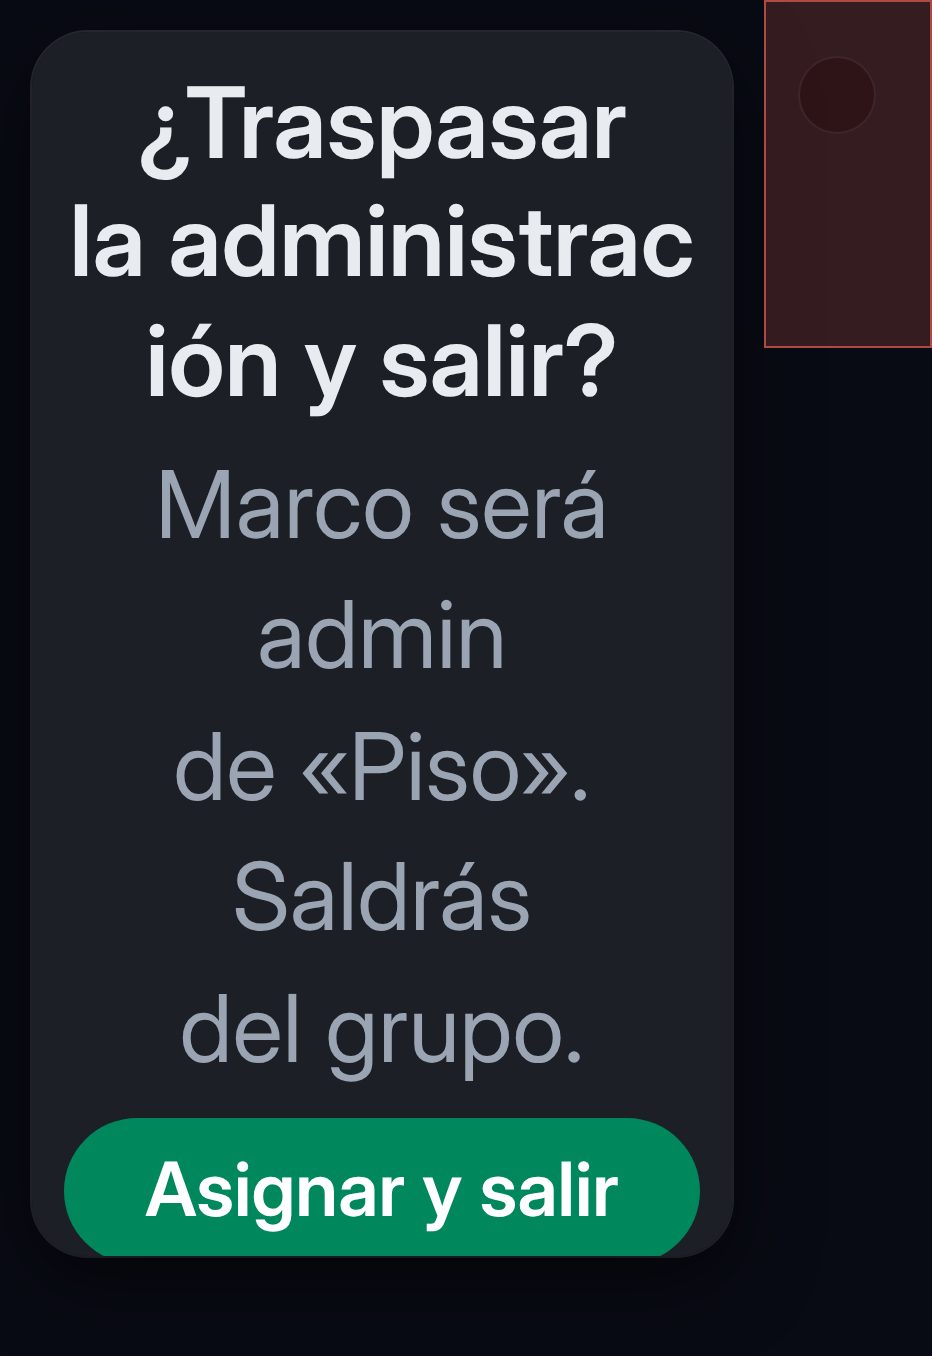 ¿Traspasar
la administrac
ión y salir?
Marco será
admin
de «Piso».
Saldrás
del grupo.
Asignar y salir